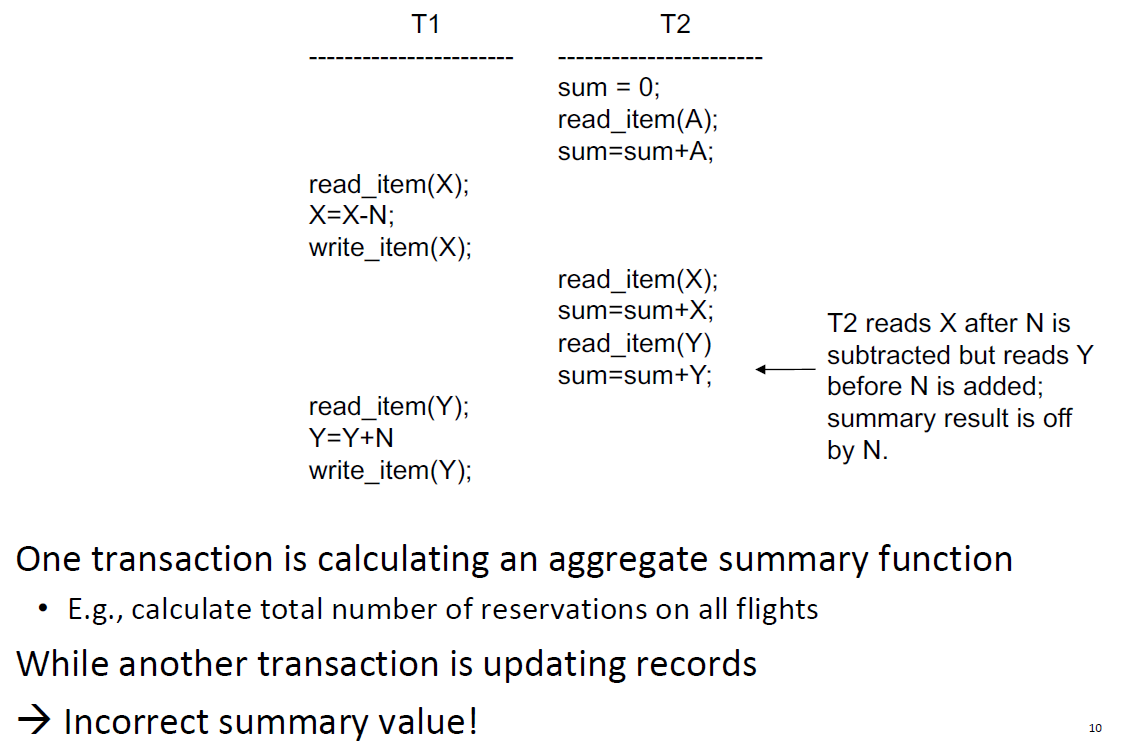 T1 T2
----------------------- -----------------------
sum = 0;
read_item(A);
sum=sum+A;
read_item(X);
X=X-N;
write_item(X);
read_item(X);
sum=sum+X;
read_item(Y)
sum=sum+Y;
T2 reads X after N is
subtracted but reads Y
before N is added;
summary result is off
by N.
read_item(Y);
Y=Y+N
write_item(Y);
One transaction is calculating an aggregate summary function
• E.g., calculate total number of reservations on all flights
While another transaction is updating records
→ Incorrect summary value!
10